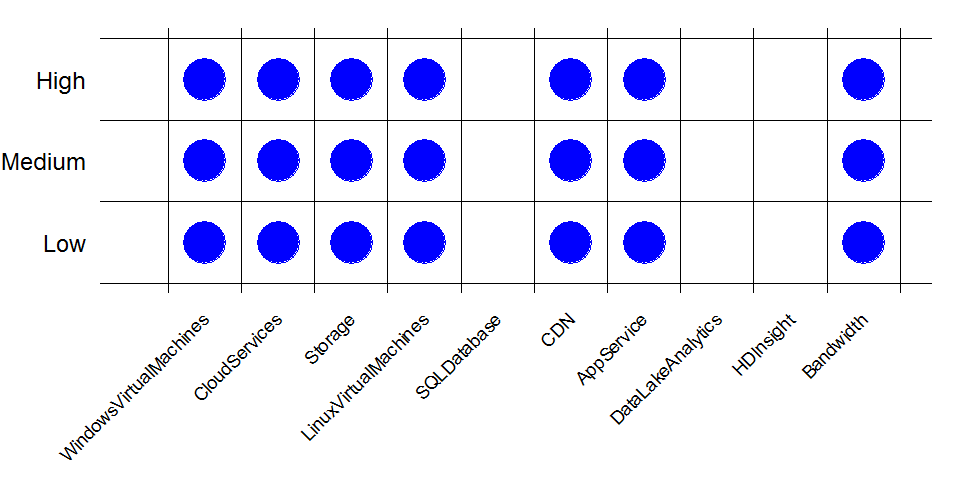 High
Medium
Low
WindowsVirtualMachines
CloudServices
Storage
LinuxVirtualMachines
SQLDatabase
CDN
AppService
DataLakeAnalytics
HDInsight
Bandwidth